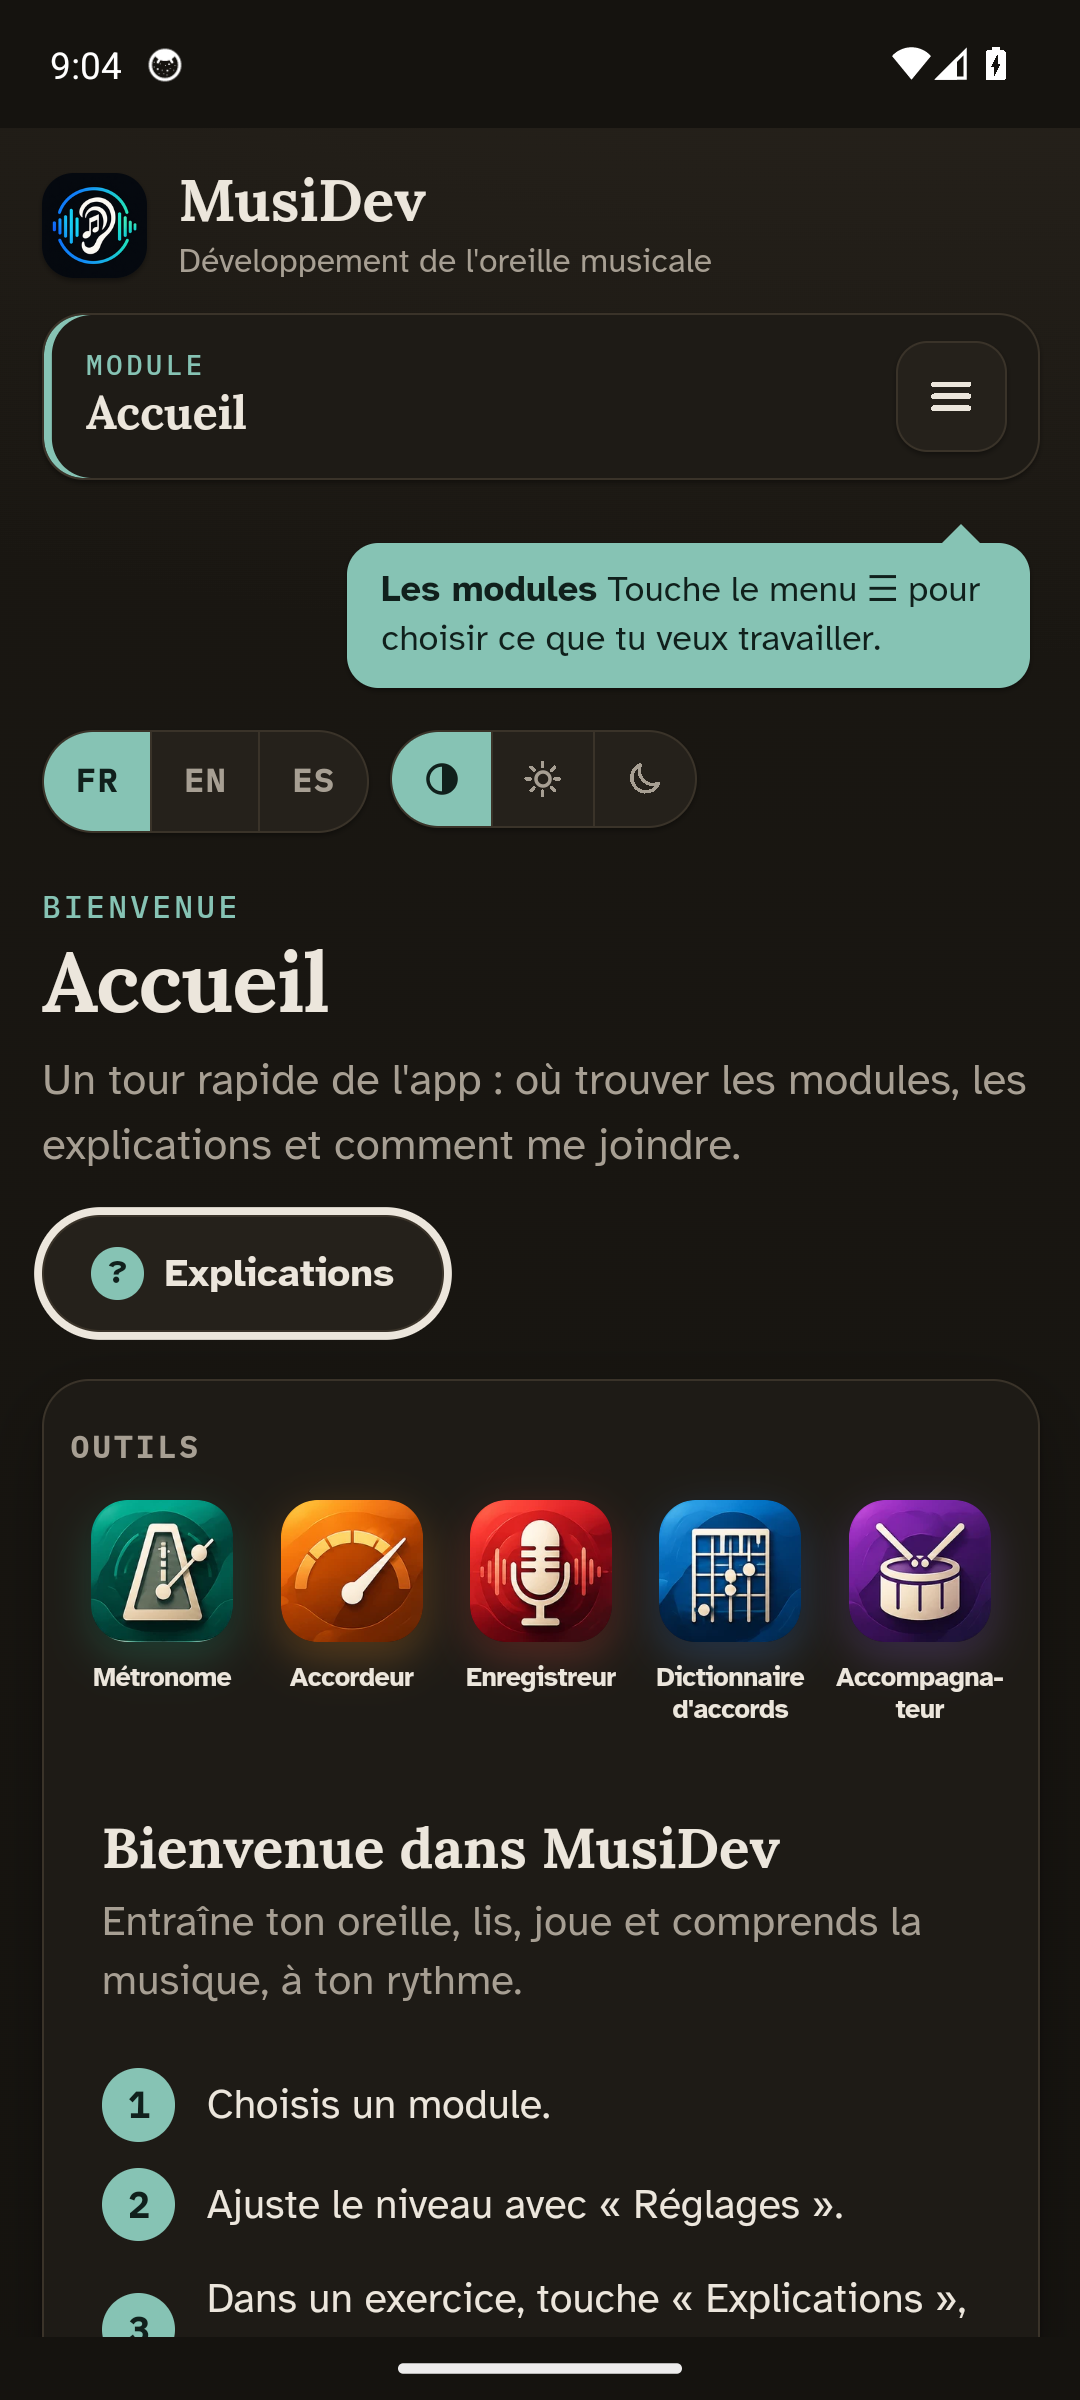 9:04
MusiDev
Développement de l'oreille musicale
MODULE
Accueil
Les modules Touche le menu ☰ pour
choisir ce que tu veux travailler.
FR EN ES
BIENVENUE
Accueil
Un tour rapide de l'app : où trouver les modules, les
explications et comment me joindre.
? Explications
OUTILS
Métronome
Accordeur
Enregistreur
Dictionnaire
d'accords
Accompagna-
teur
Bienvenue dans MusiDev
Entraîne ton oreille, lis, joue et comprends la
musique, à ton rythme.
1 Choisis un module.
2 Ajuste le niveau avec « Réglages ».
3 Dans un exercice, touche « Explications »,